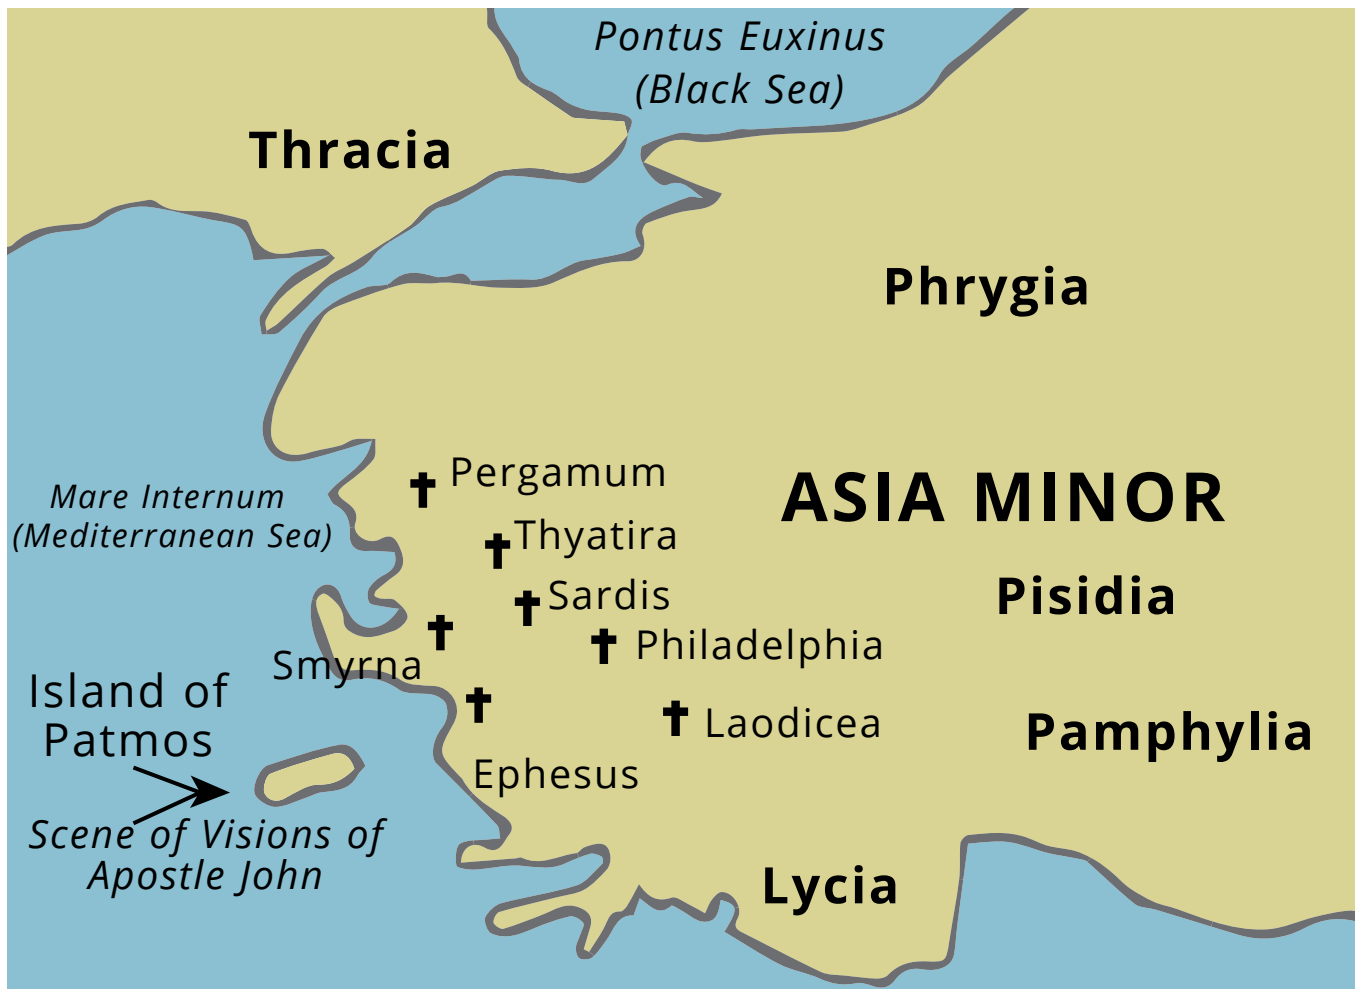 Pontus Euxinus
(Black Sea)
Thracia
Phrygia
Pergamum
ASIA MINOR
Mare Internum
(Mediterranean Sea)
Thyatira
Sardis
Pisidia
Philadelphia
Smyrna
Island of
Patmos
Laodicea
Pamphylia
Ephesus
Scene of Visions of
Apostle John
Lycia